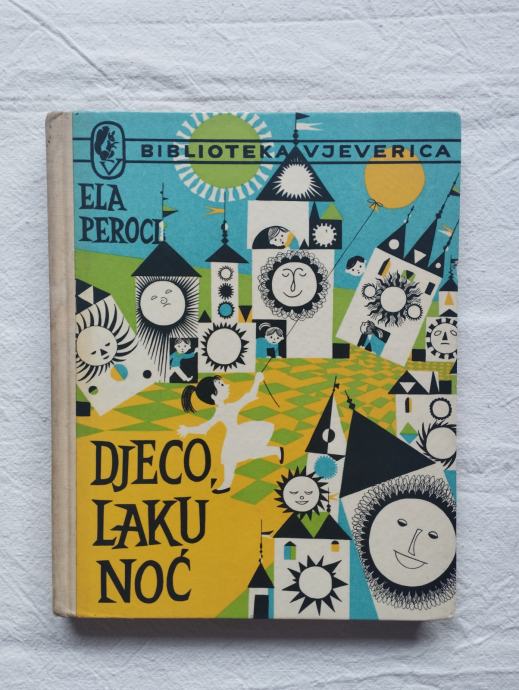 BIBLIOTEKA VJEVERICA
ELA
PEROCI
DJECO,
LAKU
NOĆ